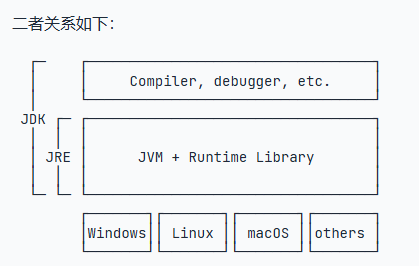 二者关系如下：
Compiler, debugger, etc.
JDK
JRE JVM + Runtime Library
Windows Linux macOS others